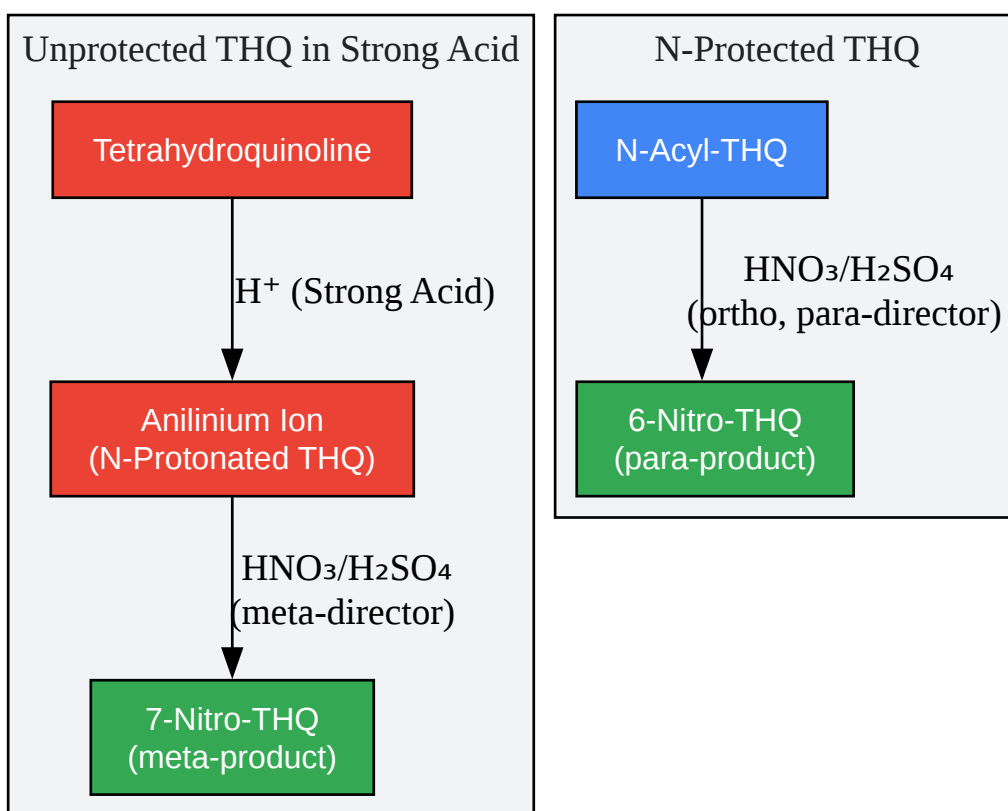 Unprotected THQ in Strong Acid
Tetrahydroquinoline
H⁺ (Strong Acid)
Anilinium Ion
(N-Protonated THQ)
HNO₃/H₂SO₄
(meta-director)
7-Nitro-THQ
(meta-product)
N-Protected THQ
N-Acyl-THQ
HNO₃/H₂SO₄
(ortho, para-director)
6-Nitro-THQ
(para-product)